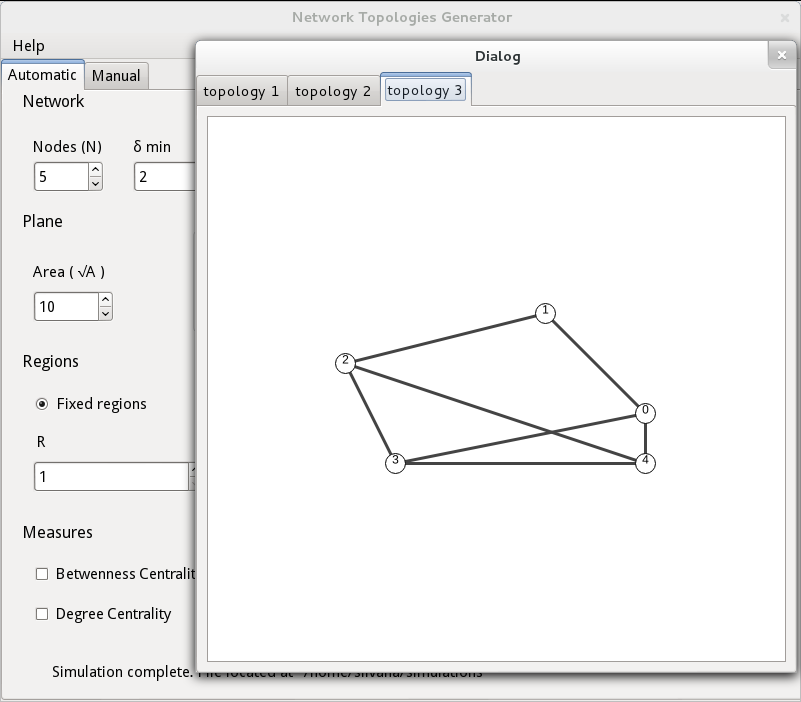 Network Topologies Generator
Help
Dialog
Automatic
Manual
topology 1
topology 2
topology 3
Network
Nodes (N)
δ min
5
2
Plane
Area ( √A )
10
Regions
Fixed regions
R
1
Measures
Betwenness Centralit
Degree Centrality
Simulation complete.
1
2
0
3
4